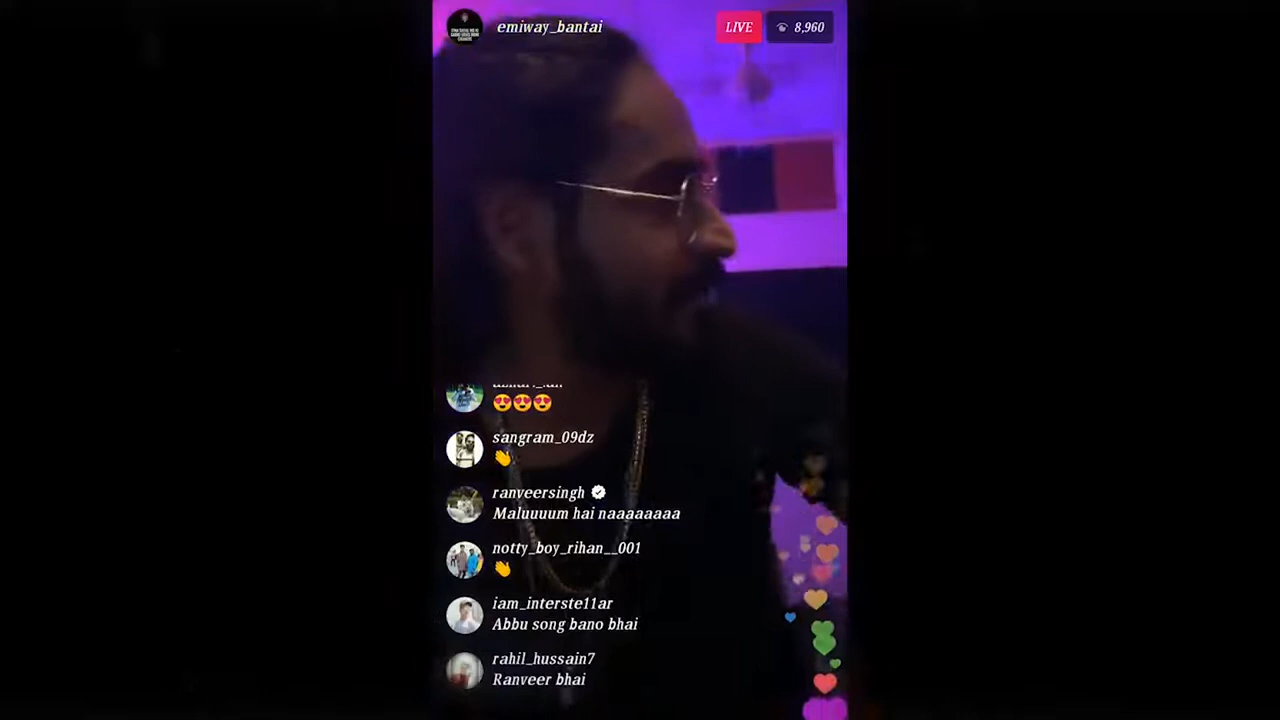 emiway_bantai
LIVE
8,960
sangram_09dz
ranveersingh
Maluuuum hai naaaaaaaa
notty_boy_rihan__001
iam_interste11ar
Abbu song bano bhai
rahil_hussain7
Ranveer bhai